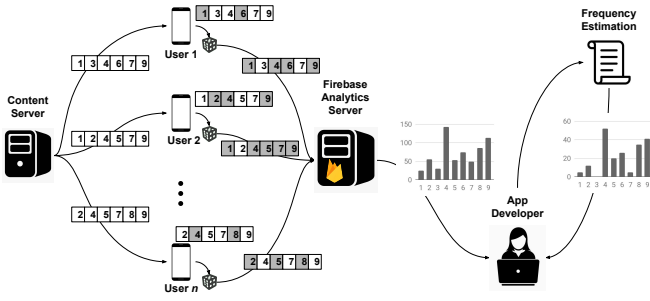 Content
Server
1 3 4 6 7 9
1 2 4 5 7 9
2 4 5 7 8 9
1 3 4 6 7 9
User 1
1 3 4 6 7 9
1 2 4 5 7 9
User 2
1 2 4 5 7 9
2 4 5 7 8 9
User n
2 4 5 7 8 9
Firebase
Analytics
Server
150
100
50
0
1 2 3 4 5 6 7 8 9
App
Developer
Frequency
Estimation
60
40
20
0
1 2 3 4 5 6 7 8 9